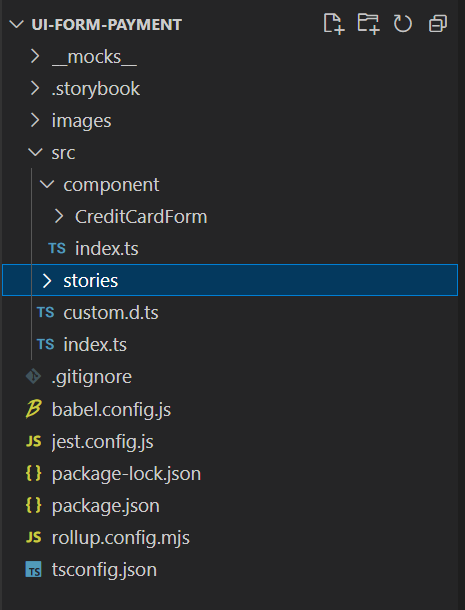 UI-FORM-PAYMENT
__mocks__
.storybook
images
src
component
CreditCardForm
TS index.ts
stories
TS custom.d.ts
TS index.ts
.gitignore
babel.config.js
JS jest.config.js
{ } package-lock.json
{ } package.json
JS rollup.config.mjs
TS tsconfig.json